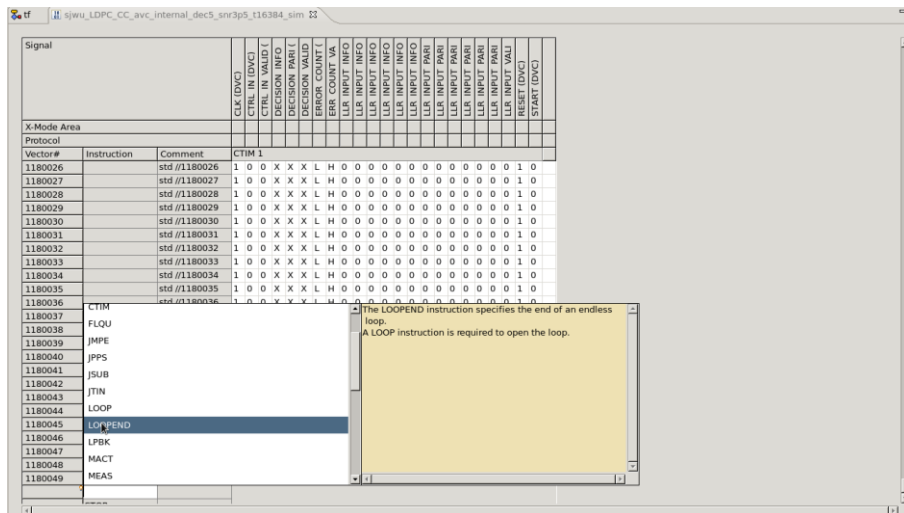 tf sjwu_LDPC_CC_avc_internal_dec5_snr3p5_t16384_sim
Signal
CLK (DVC)
CTRL IN (DVC)
CTRL IN VALID (
DECISION INFO
DECISION PARI (
DECISION VALID
ERROR COUNT (
ERR COUNT VA
LLR INPUT INFO
LLR INPUT INFO
LLR INPUT INFO
LLR INPUT INFO
LLR INPUT INFO
LLR INPUT PARI
LLR INPUT PARI
LLR INPUT PARI
LLR INPUT PARI
LLR INPUT PARI
LLR INPUT VALI
RESET (DVC)
START (DVC)
X-Mode Area
Protocol
Vector# Instruction Comment CTIM 1
1180026 std //1180026 1 0 0 X X X L H 0 0 0 0 0 0 0 0 0 0 0 1 0
1180027 std //1180027 1 0 0 X X X L H 0 0 0 0 0 0 0 0 0 0 0 1 0
1180028 std //1180028 1 0 0 X X X L H 0 0 0 0 0 0 0 0 0 0 0 1 0
1180029 std //1180029 1 0 0 X X X L H 0 0 0 0 0 0 0 0 0 0 0 1 0
1180030 std //1180030 1 0 0 X X X L H 0 0 0 0 0 0 0 0 0 0 0 1 0
1180031 std //1180031 1 0 0 X X X L H 0 0 0 0 0 0 0 0 0 0 0 1 0
1180032 std //1180032 1 0 0 X X X L H 0 0 0 0 0 0 0 0 0 0 0 1 0
1180033 std //1180033 1 0 0 X X X L H 0 0 0 0 0 0 0 0 0 0 0 1 0
1180034 std //1180034 1 0 0 X X X L H 0 0 0 0 0 0 0 0 0 0 0 1 0
1180035 std //1180035 1 0 0 X X X L H 0 0 0 0 0 0 0 0 0 0 0 1 0
1180036 std //1180036 1 0 0 X X X L H 0 0 0 0 0 0 0 0 0 0 0 1 0
1180037
1180038
1180039
1180040
1180041
1180042
1180043
1180044
1180045
1180046
1180047
1180048
1180049
CTIM
FLQU
JMPE
JPPS
JSUB
JTIN
LOOP
LOOPEND
LPBK
MACT
MEAS
The LOOPEND instruction specifies the end of an endless
loop.
A LOOP instruction is required to open the loop.